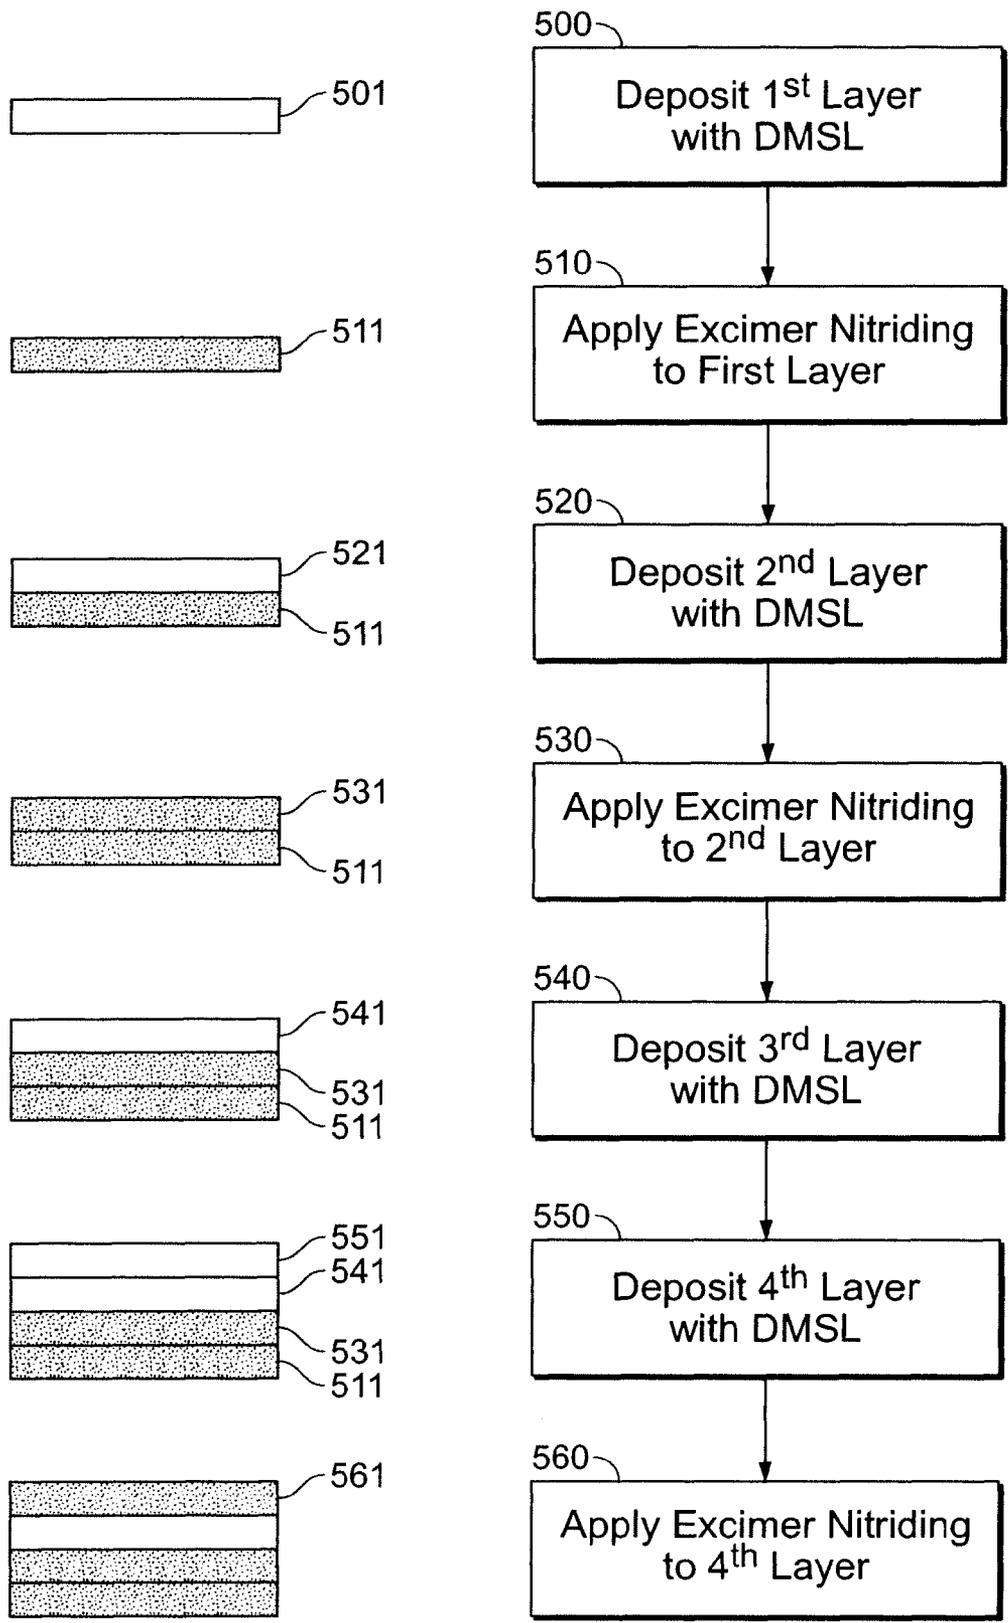 500
501
Deposit 1st Layer
with DMSL
510
511
Apply Excimer Nitriding
to First Layer
520
521
511
Deposit 2nd Layer
with DMSL
530
531
511
Apply Excimer Nitriding
to 2nd Layer
540
541
531
511
Deposit 3rd Layer
with DMSL
550
551
541
531
511
Deposit 4th Layer
with DMSL
560
561
Apply Excimer Nitriding
to 4th Layer